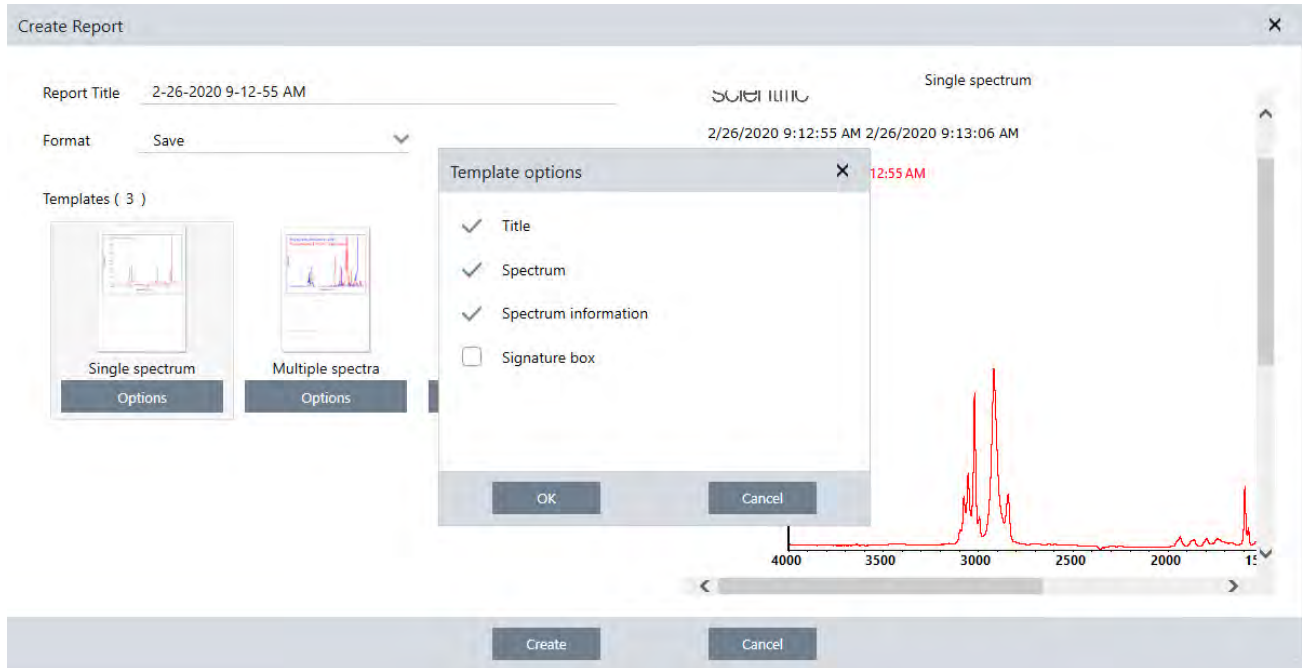 Create Report
Report Title 2-26-2020 9-12-55 AM
Format Save
Templates ( 3 )
Single spectrum
Options
Multiple spectra
Options
Template options
Title
Spectrum
Spectrum information
Signature box
OK Cancel
Single spectrum
2/26/2020 9:12:55 AM 2/26/2020 9:13:06 AM
12:55 AM
4000 3500 3000 2500 2000
Create Cancel